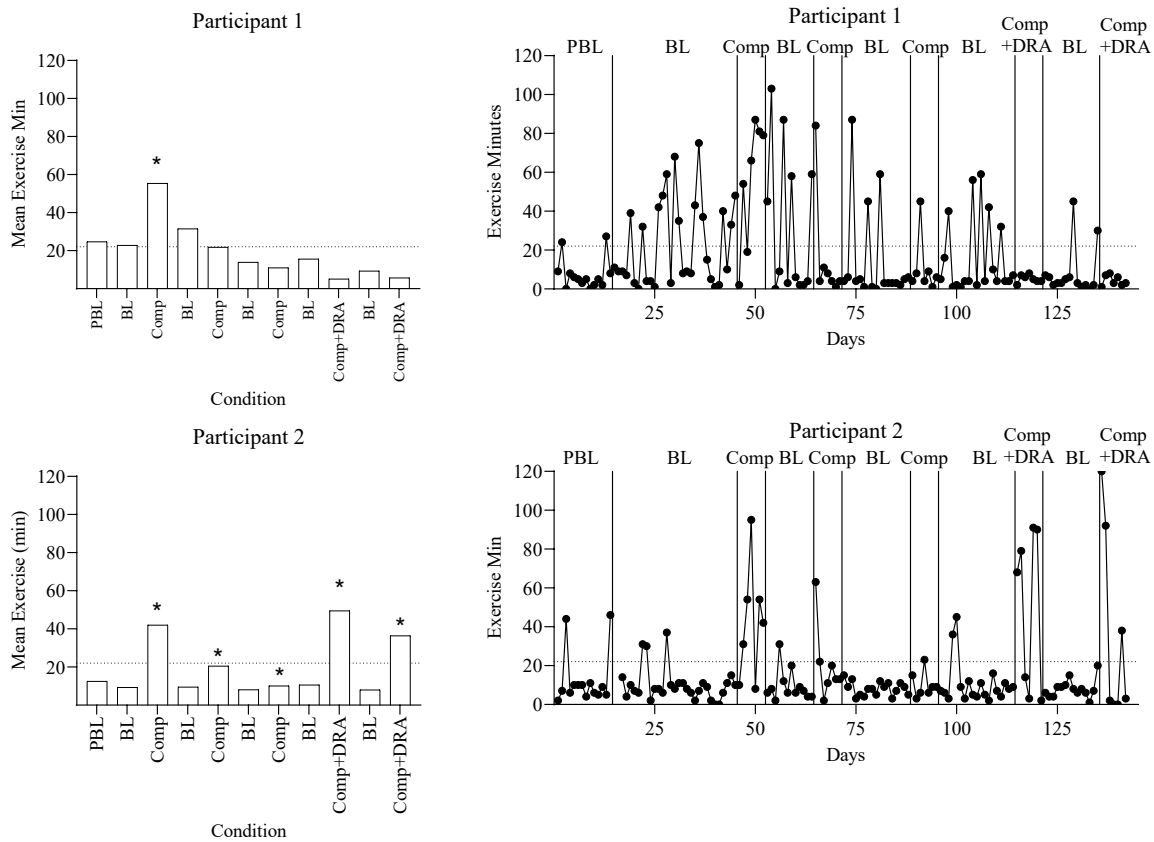 Participant 1
Mean Exercise Min
120
100
80
60
40
20
*
PBL
BL
Comp
BL
Comp
BL
Comp
BL
Comp+DRA
BL
Comp+DRA
Condition
Participant 1
PBL BL Comp BL Comp BL Comp BL Comp +DRA BL Comp +DRA
Exercise Minutes
120
100
80
60
40
20
0
25 50 75 100 125
Days
Participant 2
Mean Exercise (min)
120
100
80
60
40
20
* * * * *
PBL
BL
Comp
BL
Comp
BL
Comp
BL
Comp+DRA
BL
Comp+DRA
Condition
Participant 2
PBL BL Comp BL Comp BL Comp BL Comp +DRA BL Comp +DRA
Exercise Min
120
100
80
60
40
20
0
25 50 75 100 125
Days